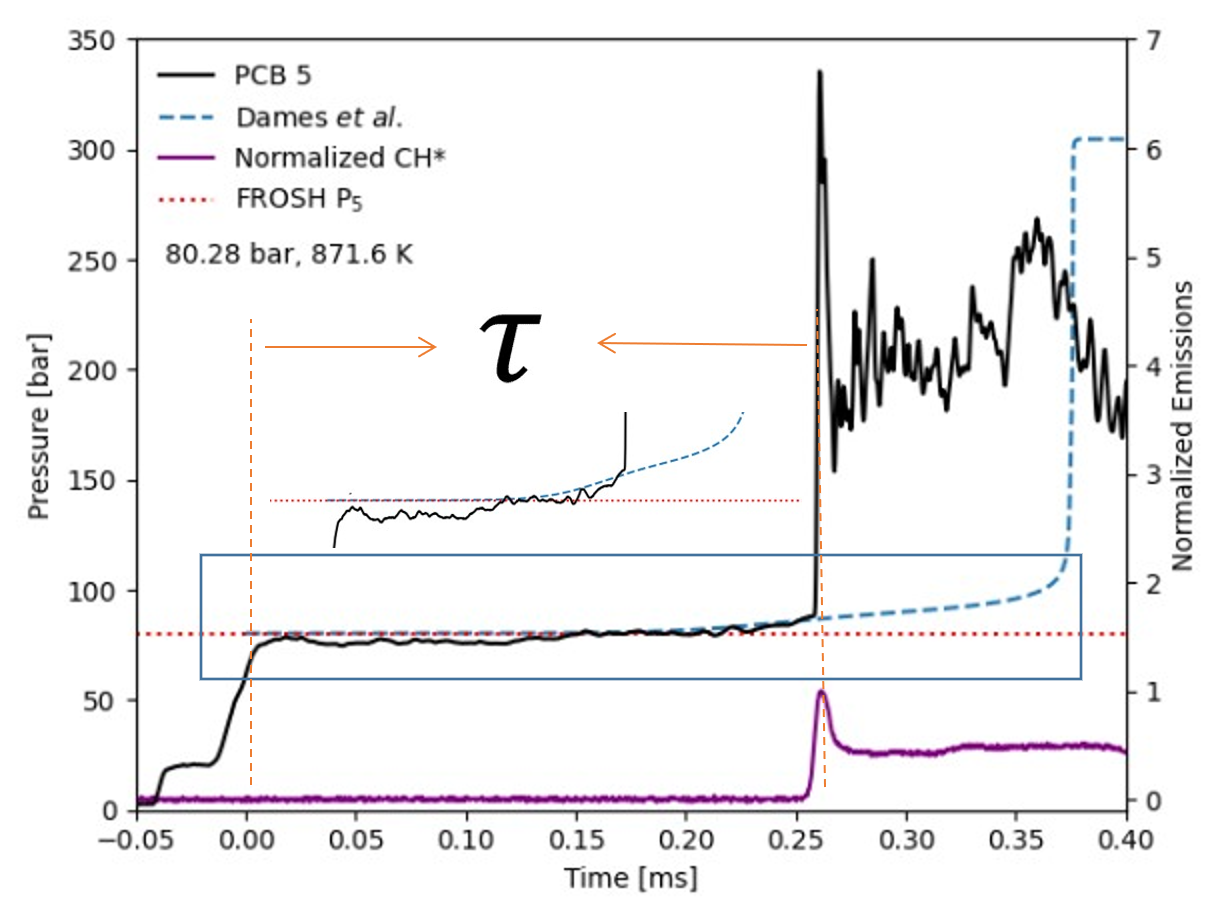 PCB 5
Dames et al.
Normalized CH*
FROSH P₅
80.28 bar, 871.6 K
τ
Pressure [bar]
350
300
250
200
150
100
50
0
Normalized Emissions
7
6
5
4
3
2
1
0
−0.05 0.00 0.05 0.10 0.15 0.20 0.25 0.30 0.35 0.40
Time [ms]